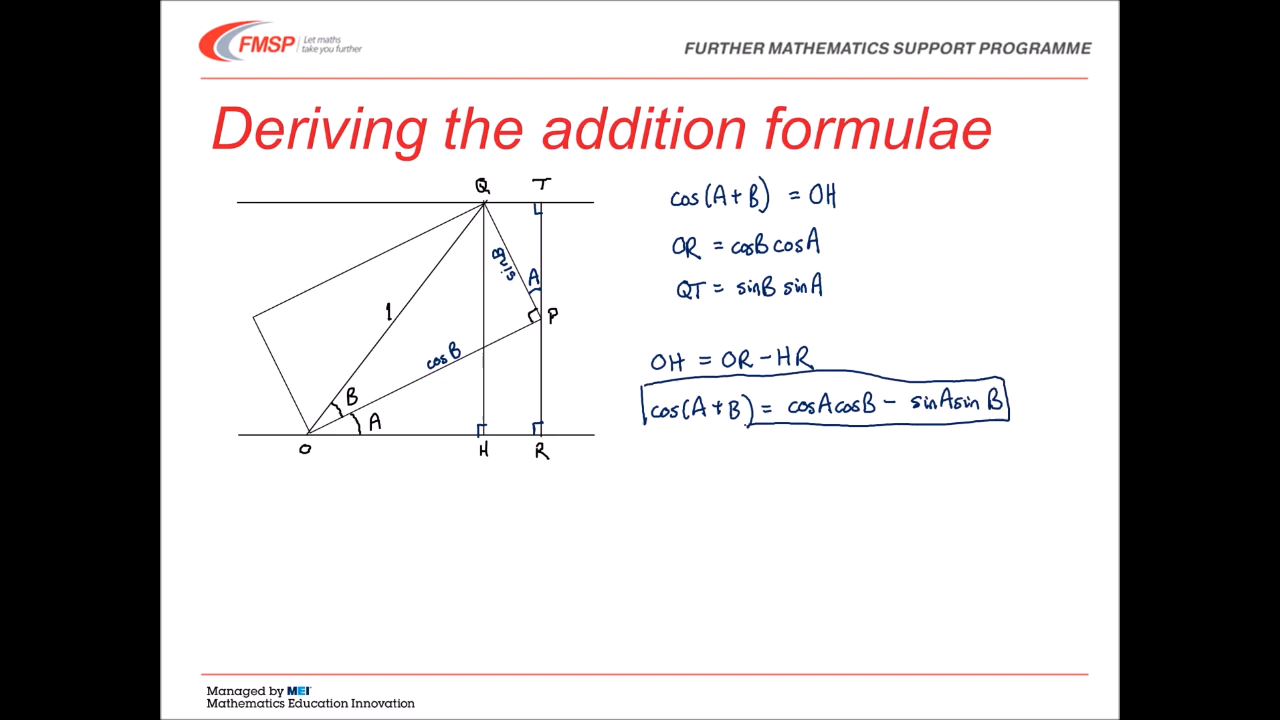 FMSP Let maths
take you further
FURTHER MATHEMATICS SUPPORT PROGRAMME
Deriving the addition formulae
Q T
cos(A+B) = OH
OR = cosB cosA
QT = sinB sinA
sinB
A
1
P
cosB
OH = OR - HR
B
cos(A+B) = cosAcosB - sinAsinB
A
O H R
Managed by MEI
Mathematics Education Innovation